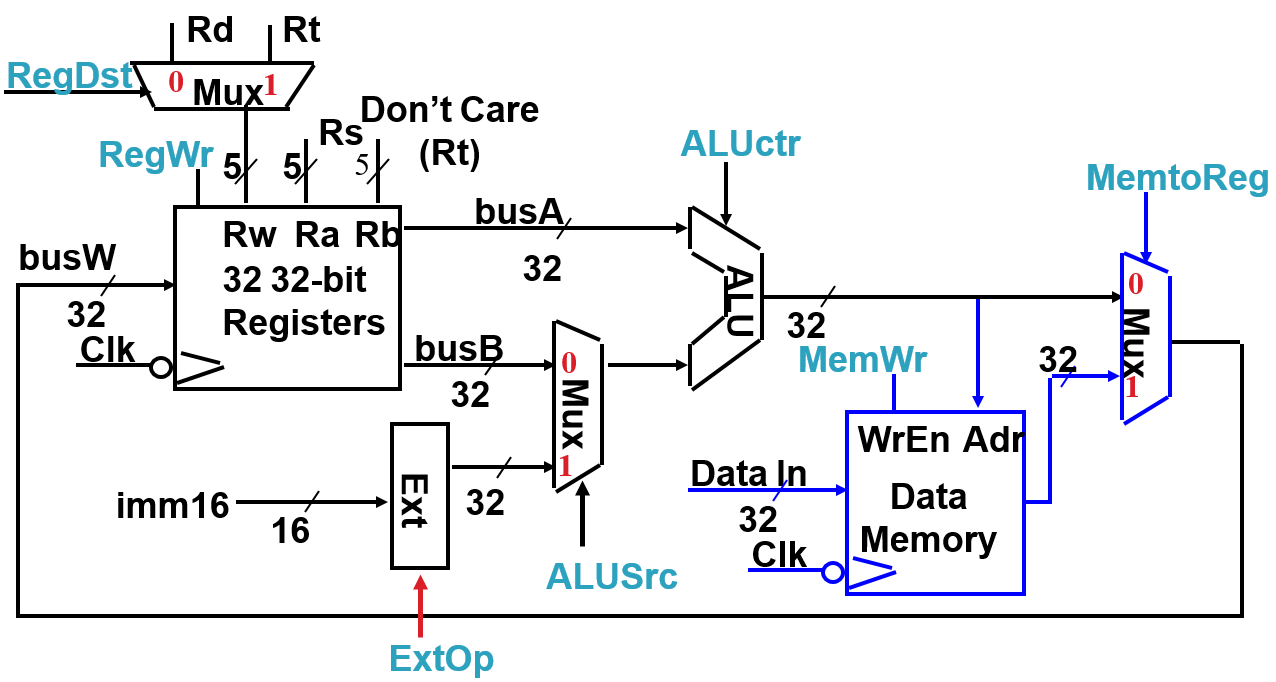 Rd Rt
RegDst
0 Mux 1
Don't Care
(Rt)
Rs
RegWr
5 5 5
ALUctr
MemtoReg
busA
32
busW
32
Clk
Rw Ra Rb
32 32-bit
Registers
busB
32
0
Mux
1
ALU
32
0
Mux
1
32
MemWr
WrEn Adr
Data
Memory
Data In
32
Clk
imm16
16
Ext
32
ALUSrc
ExtOp